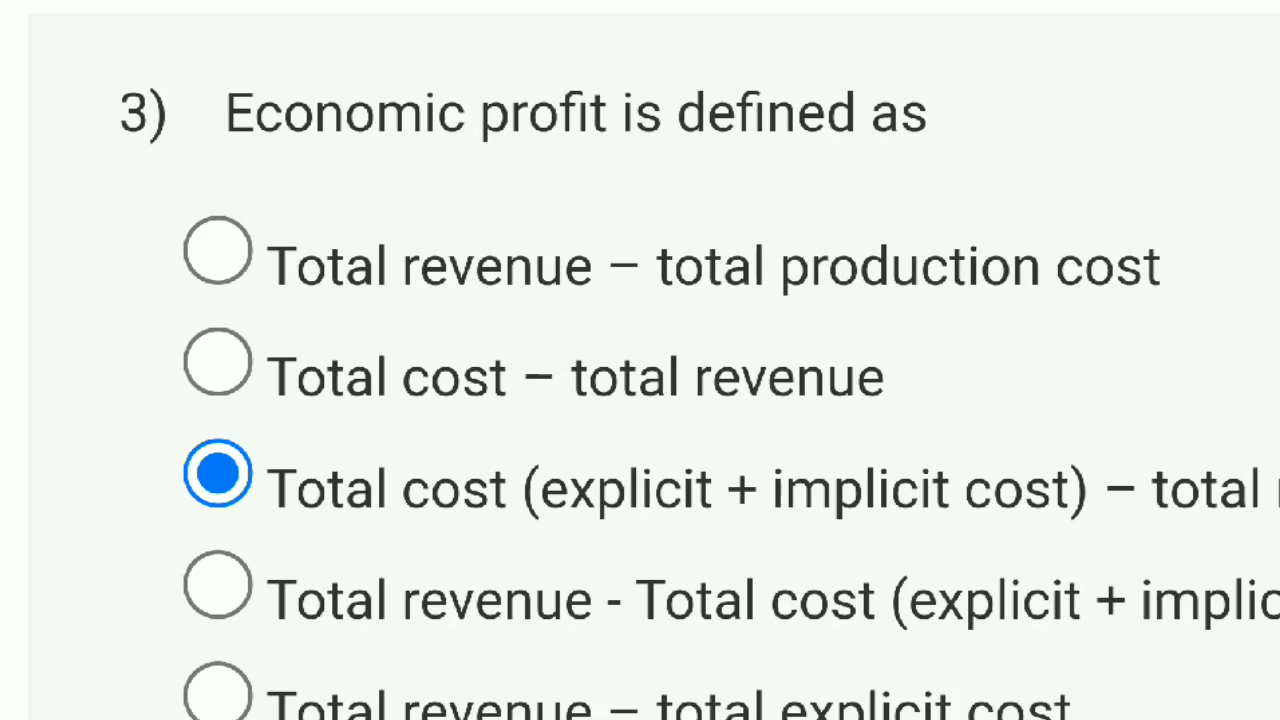 3) Economic profit is defined as
Total revenue – total production cost
Total cost – total revenue
Total cost (explicit + implicit cost) – total
Total revenue - Total cost (explicit +
Total revenue – total explicit cost